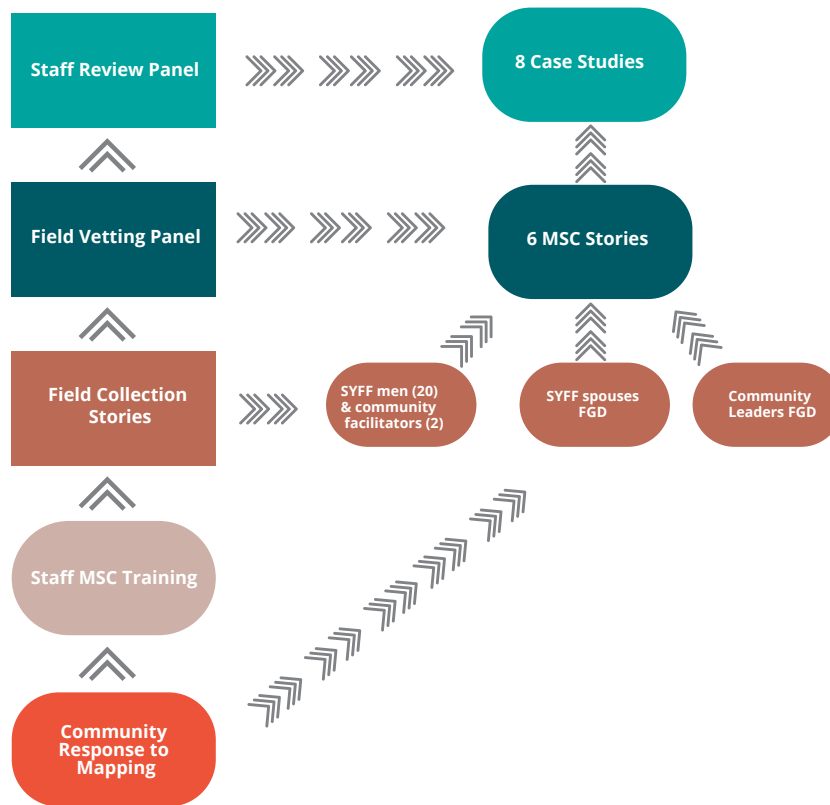 Staff Review Panel
8 Case Studies
Field Vetting Panel
6 MSC Stories
Field Collection
Stories
SYFF men (20)
& community
facilitators (2)
SYFF spouses
FGD
Community
Leaders FGD
Staff MSC Training
Community
Response to
Mapping